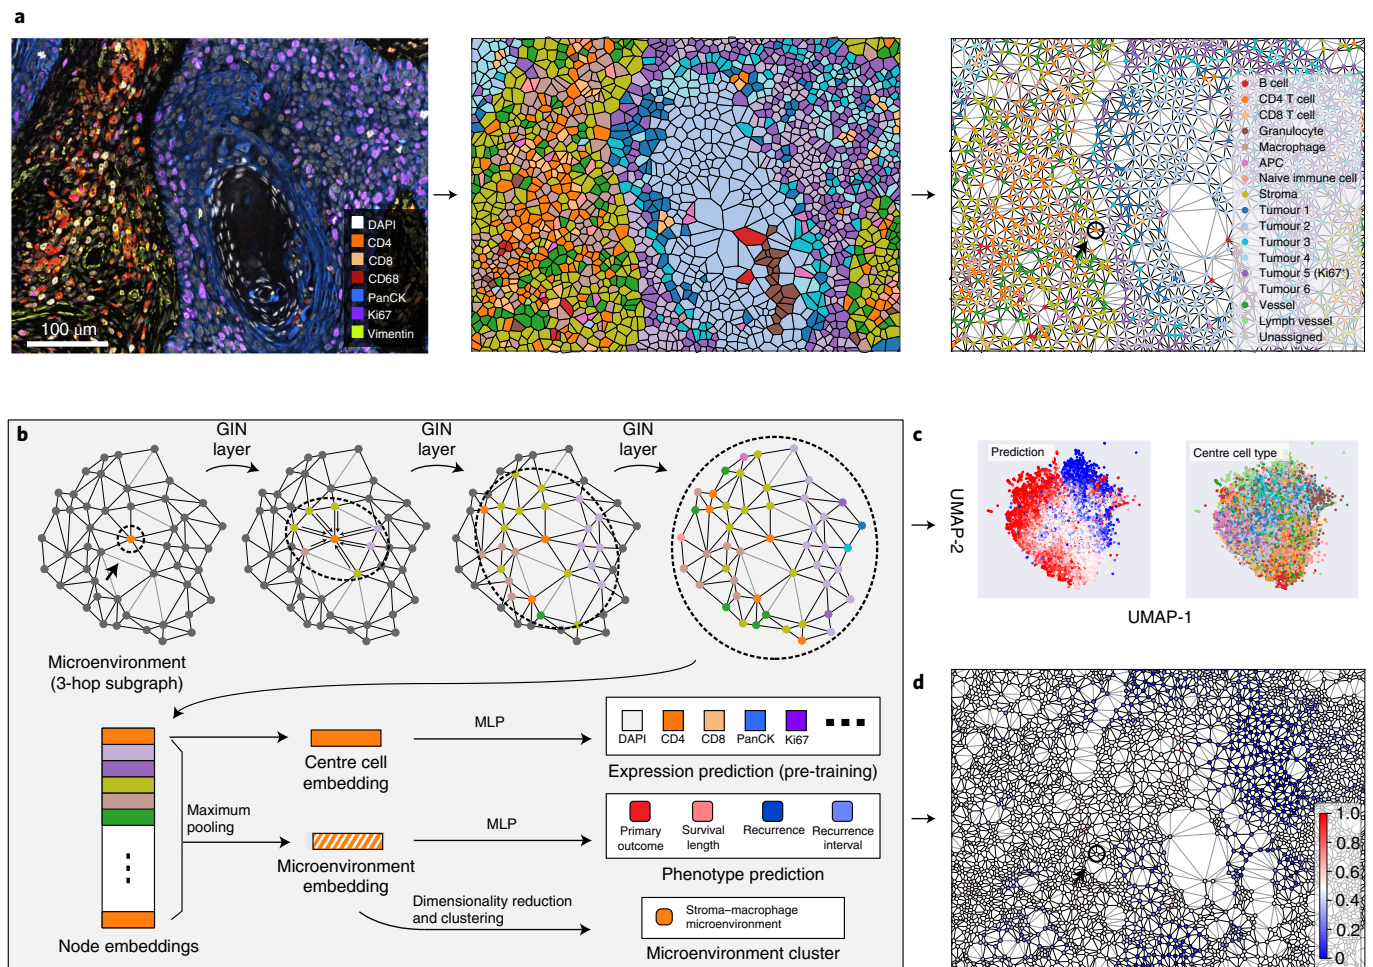 a
DAPI
CD4
CD8
CD68
PanCK
Ki67
Vimentin
100 μm
B cell
CD4 T cell
CD8 T cell
Granulocyte
Macrophage
APC
Naive immune cell
Stroma
Tumour 1
Tumour 2
Tumour 3
Tumour 4
Tumour 5 (Ki67⁺)
Tumour 6
Vessel
Lymph vessel
Unassigned
b
GIN
layer
GIN
layer
GIN
layer
Microenvironment
(3-hop subgraph)
Node embeddings
Maximum
pooling
Centre cell
embedding
Microenvironment
embedding
MLP
MLP
Dimensionality reduction
and clustering
DAPI
CD4
CD8
PanCK
Ki67
Expression prediction (pre-training)
Primary
outcome
Survival
length
Recurrence
Recurrence
interval
Phenotype prediction
Stroma–macrophage
microenvironment
Microenvironment cluster
c
Prediction
Centre cell type
UMAP-2
UMAP-1
d
1.0
0.8
0.6
0.4
0.2
0